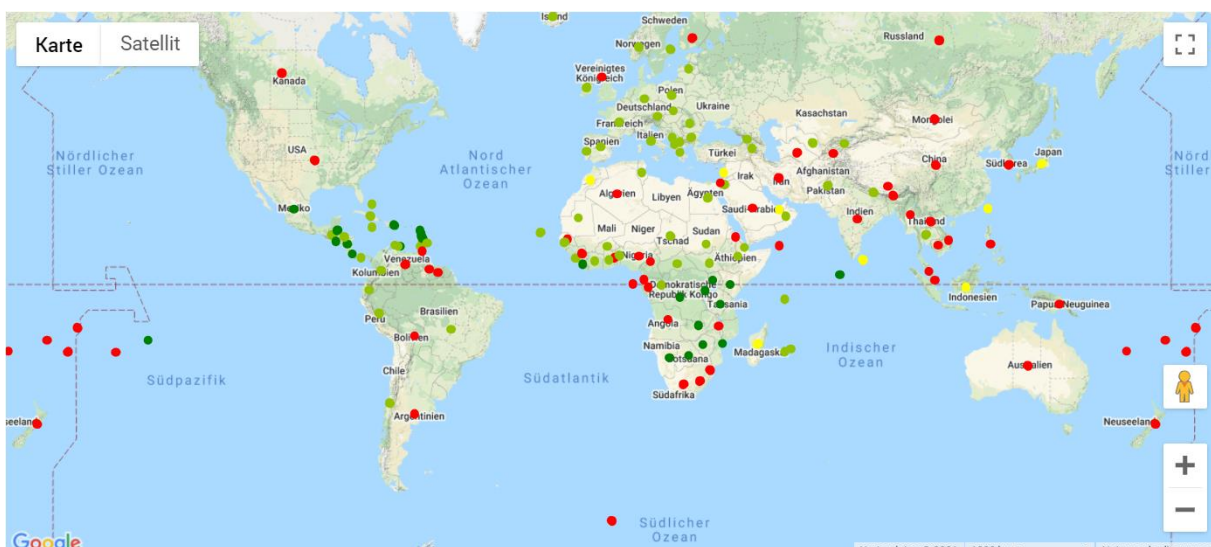 Island
Schweden
Karte
Satellit
Russland
Norwegen
Kanada
Vereinigtes
Königreich
Polen
Deutschland
Ukraine
Kasachstan
Mongolei
Frankreich
Italien
USA
Spanien
Türkei
China
Südkorea
Japan
Nördlicher
Stiller Ozean
Nord
Atlantischer
Ozean
Nörd
Stiller
Irak
Iran
Afghanistan
Pakistan
Algerien
Libyen
Ägypten
Saudi-Arabien
Indien
Thailand
Mexiko
Mali
Niger
Tschad
Sudan
Nigeria
Äthiopien
Venezuela
Kolumbien
Demokratische
Republik Kongo
Indonesien
Papua-Neuguinea
Tansania
Peru
Brasilien
Angola
Bolivien
Namibia
Botsuana
Madagaskar
Indischer
Ozean
Chile
Südpazifik
Südatlantik
Südafrika
Australien
Argentinien
useeland
Neuseeland
Südlicher
Ozean
Google